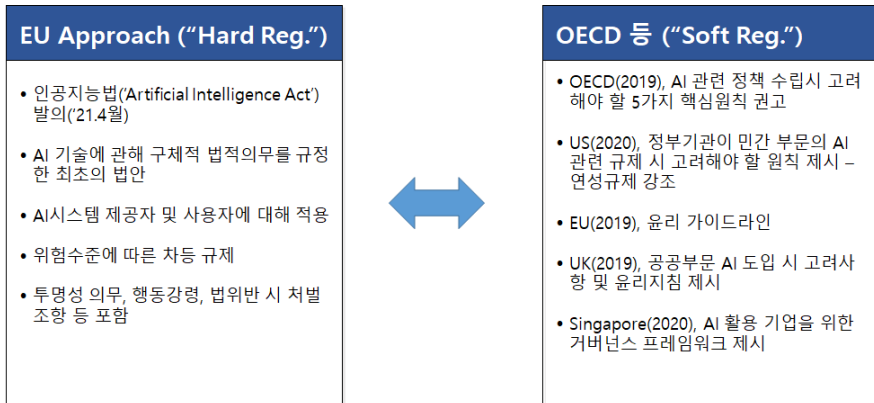 EU Approach (“Hard Reg.”)
• 인공지능법(‘Artificial Intelligence Act’)
발의(‘21.4월)
• AI 기술에 관해 구체적 법적의무를 규정
한 최초의 법안
• AI시스템 제공자 및 사용자에 대해 적용
• 위험수준에 따른 차등 규제
• 투명성 의무, 행동강령, 법위반 시 처벌
조항 등 포함
OECD 등 (“Soft Reg.”)
• OECD(2019), AI 관련 정책 수립시 고려
해야 할 5가지 핵심원칙 권고
• US(2020), 정부기관이 민간 부문의 AI
관련 규제 시 고려해야 할 원칙 제시 –
연성규제 강조
• EU(2019), 윤리 가이드라인
• UK(2019), 공공부문 AI 도입 시 고려사
항 및 윤리지침 제시
• Singapore(2020), AI 활용 기업을 위한
거버넌스 프레임워크 제시